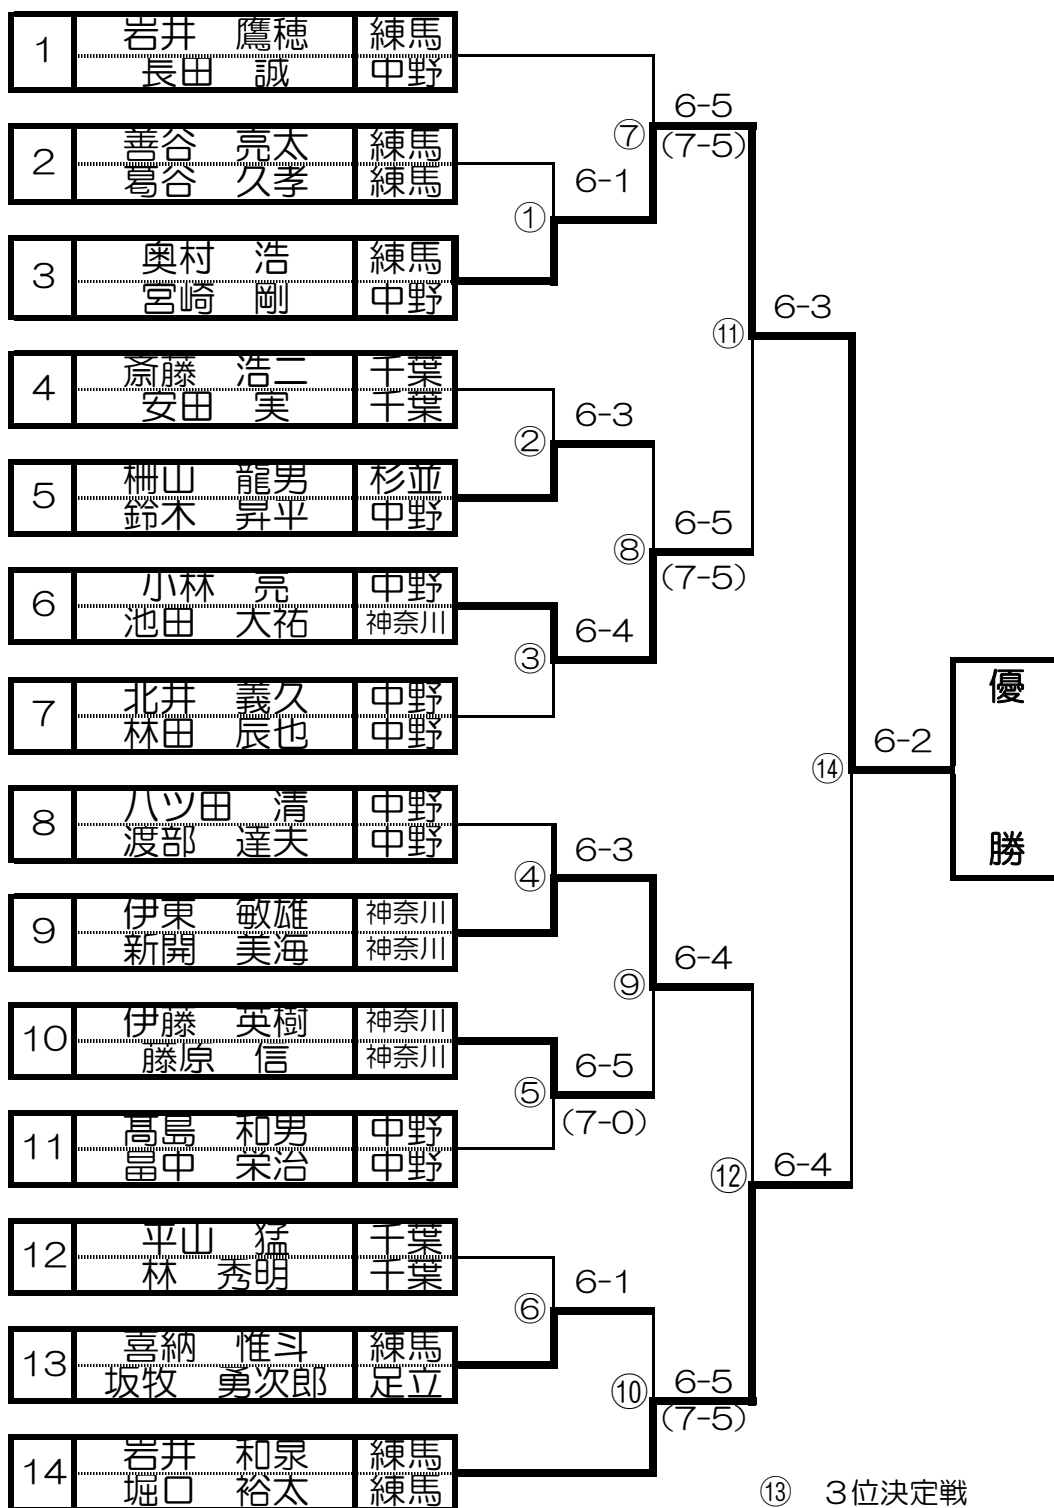 1 岩井 鷹穂 練馬
長田 誠 中野
6-5
⑦ (7-5)
2 善谷 亮太 練馬
葛谷 久孝 練馬
6-1
①
3 奥村 浩 練馬
宮崎 剛 中野
6-3
⑪
4 斎藤 浩二 千葉
安田 実 千葉
6-3
②
5 柵山 龍男 杉並
鈴木 昇平 中野
6-5
⑧ (7-5)
6 小林 亮 中野
池田 大祐 神奈川
6-4
③
7 北井 義久 中野
林田 辰也 中野
優
6-2
⑭
勝
8 八ツ田 清 中野
渡部 達夫 中野
6-3
④
9 伊東 敏雄 神奈川
新開 美海 神奈川
6-4
⑨
10 伊藤 英樹 神奈川
藤原 信 神奈川
6-5
⑤ (7-0)
11 髙島 和男 中野
畠中 栄治 中野
6-4
⑫
12 平山 猛 千葉
林 秀明 千葉
6-1
⑥
13 喜納 惟斗 練馬
坂牧 勇次郎 足立
6-5
⑩ (7-5)
14 岩井 和泉 練馬
堀口 裕太 練馬
⑬ 3位決定戦